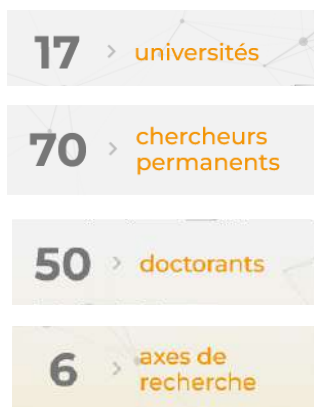 17 > universités
70 > chercheurs
permanents
50 > doctorants
6 > axes de
recherche